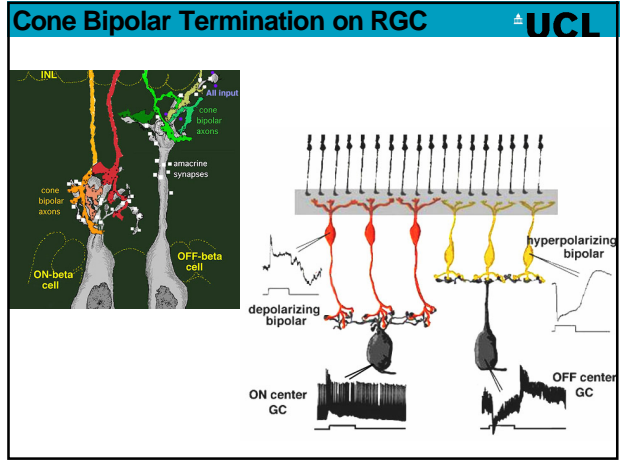 Cone Bipolar Termination on RGC
UCL
INL
AII input
cone
bipolar
axons
amacrine
synapses
cone
bipolar
axons
OFF-beta
cell
ON-beta
cell
hyperpolarizing
bipolar
depolarizing
bipolar
ON center
GC
OFF center
GC